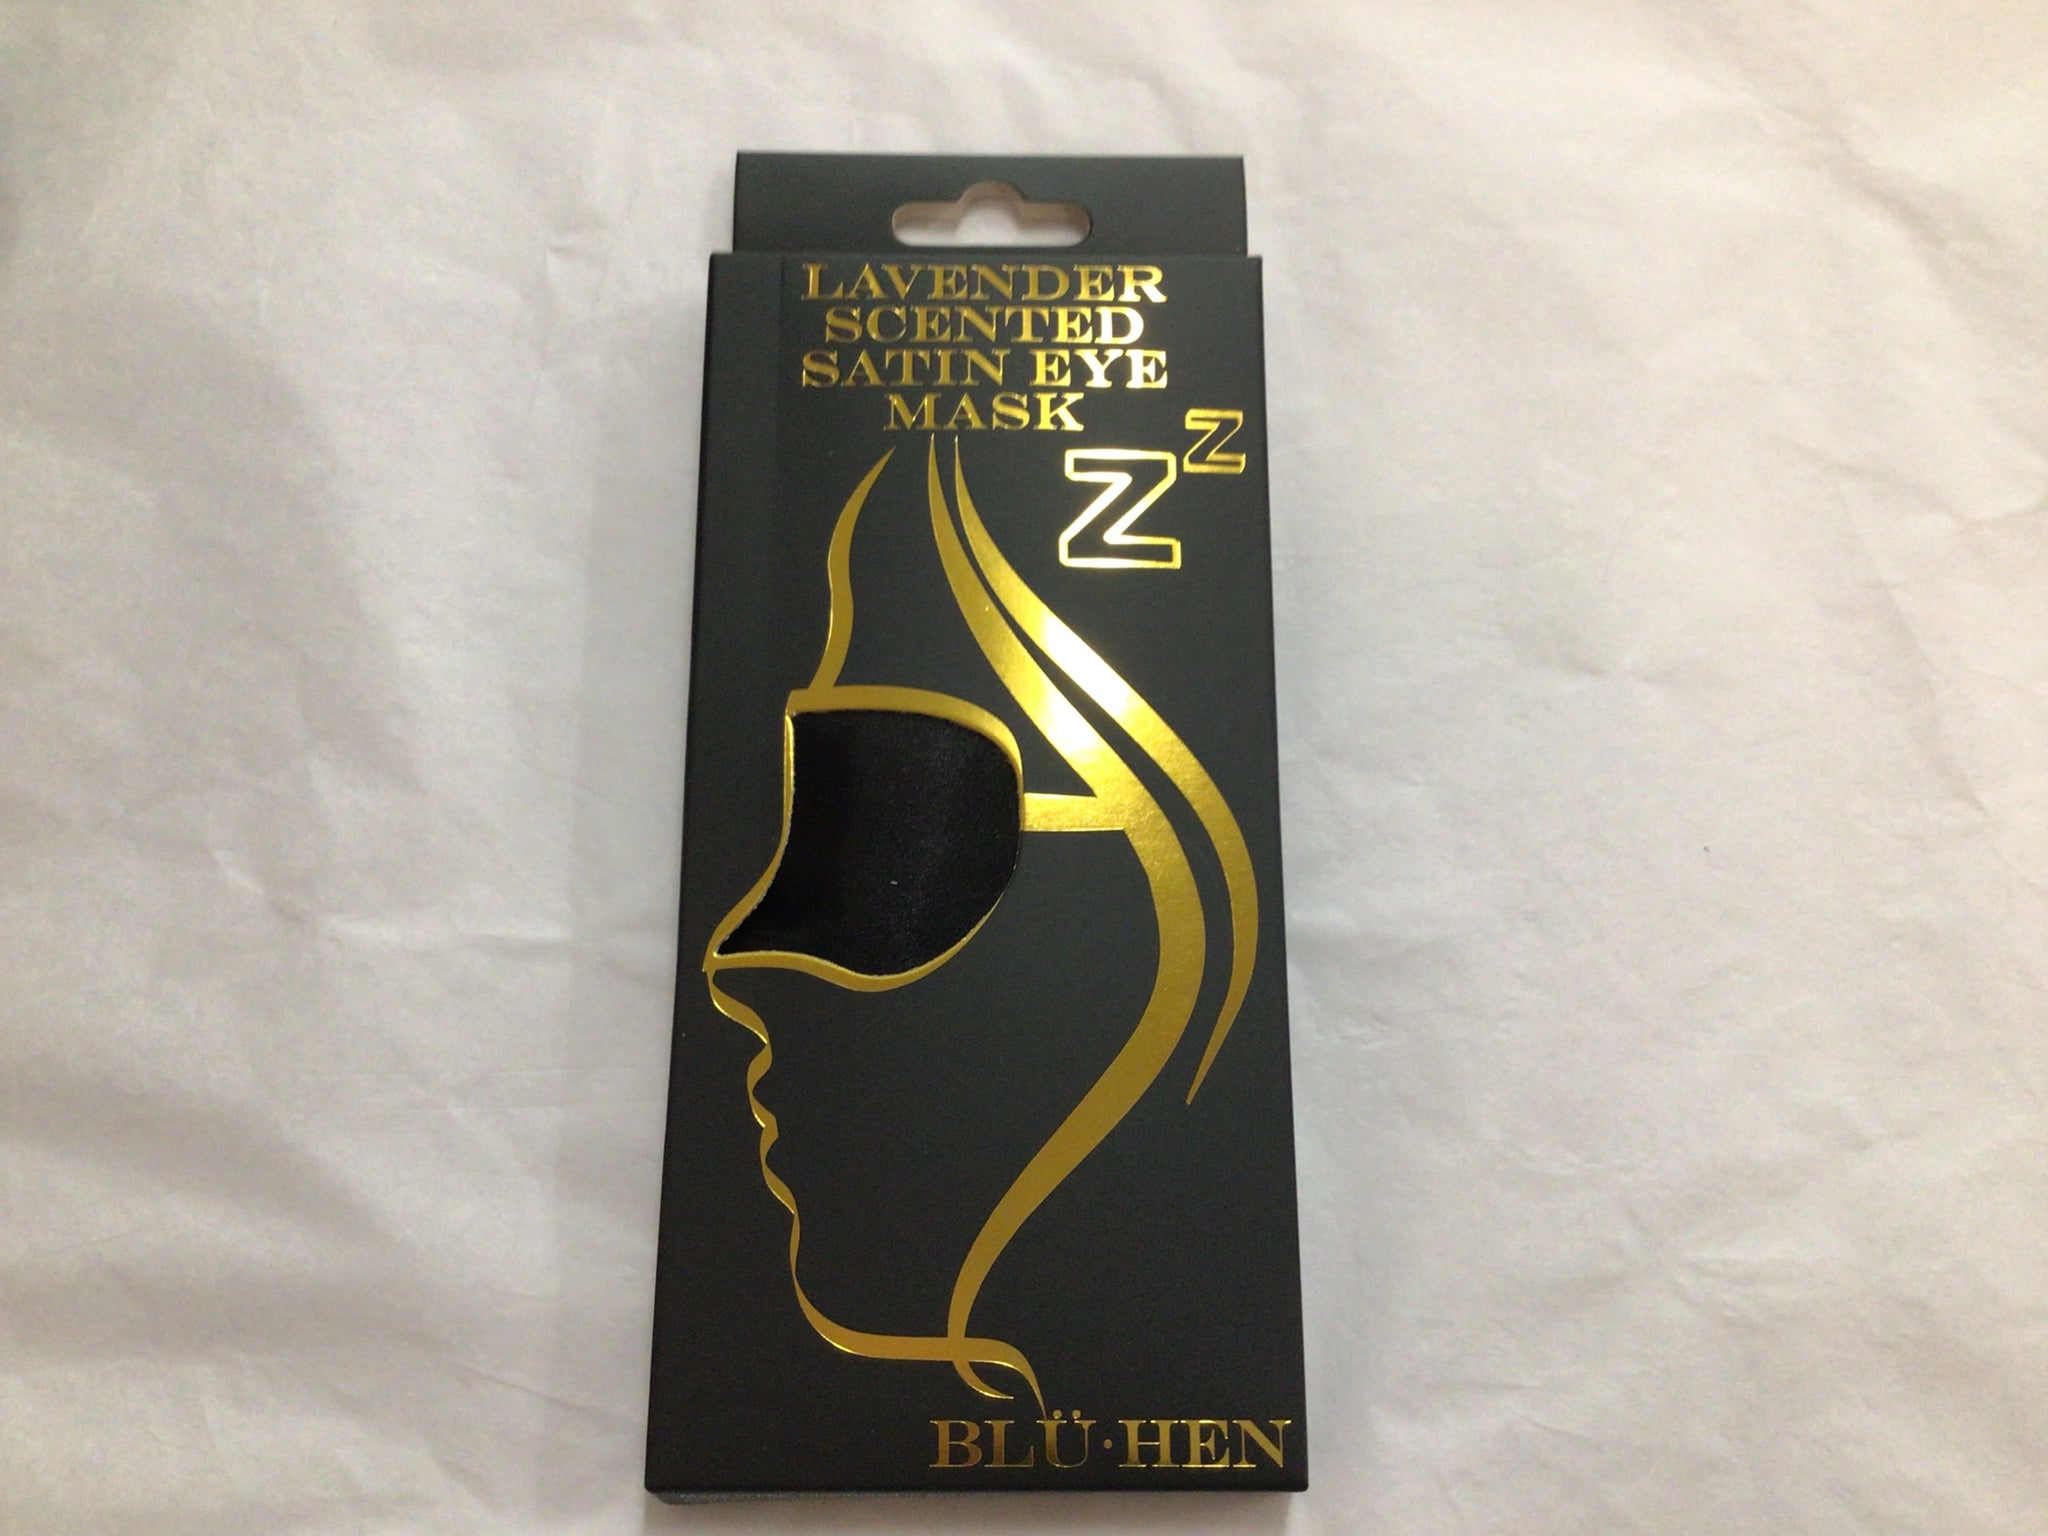 LAVENDER
SCENTED
SATIN EYE
MASK
Z
Z
BLÜ·HEN